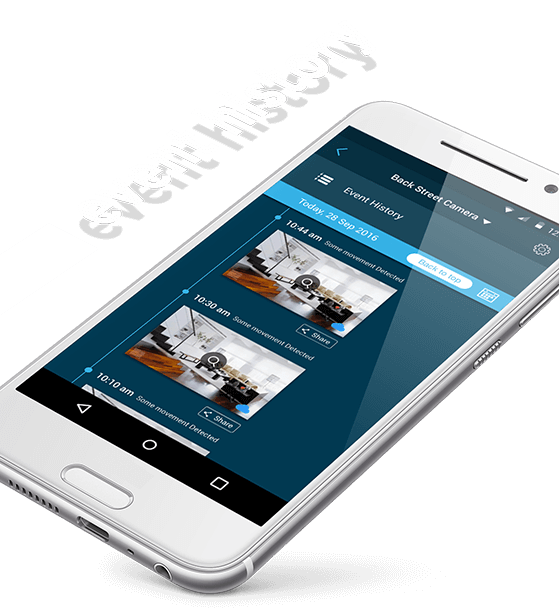 event history
12
Back Street Camera
Event History
Today, 28 Sep 2016
Back to top
10:44 am Some movement Detected
Share
10:30 am Some movement Detected
Share
10:10 am Some movement Detected